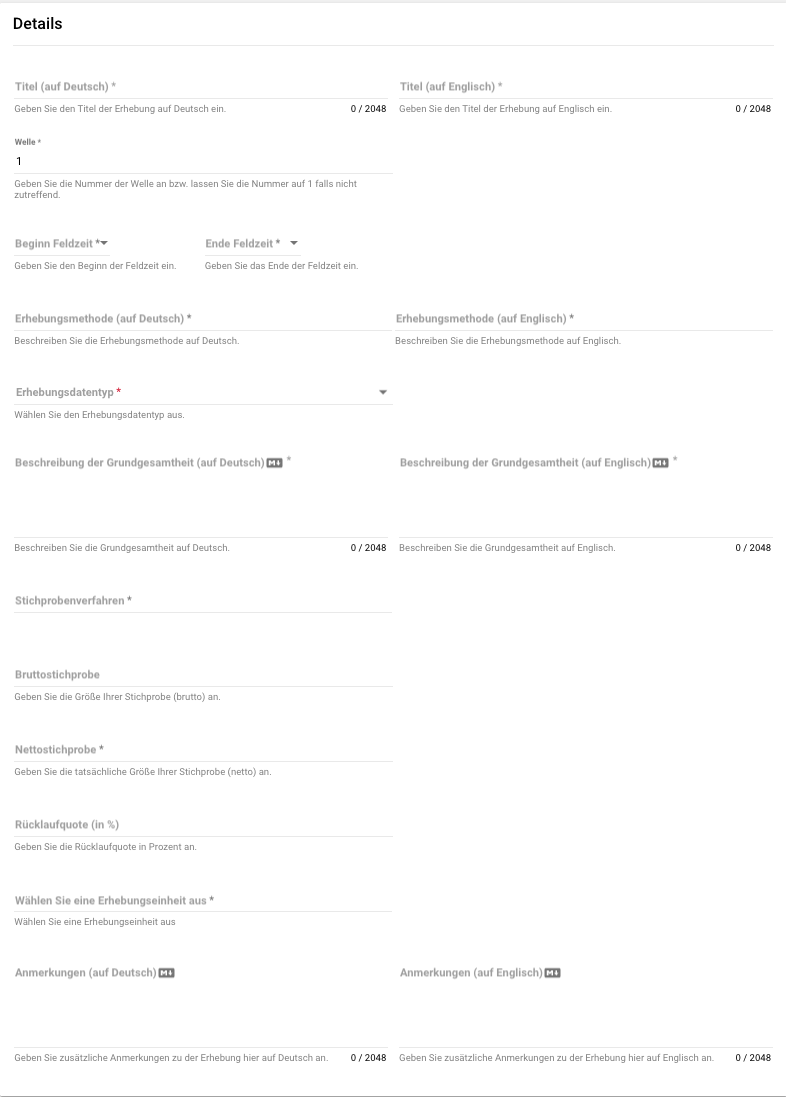 Details
Titel (auf Deutsch) *
Titel (auf Englisch) *
Geben Sie den Titel der Erhebung auf Deutsch ein. 0 / 2048
Geben Sie den Titel der Erhebung auf Englisch ein. 0 / 2048
Welle *
1
Geben Sie die Nummer der Welle an bzw. lassen Sie die Nummer auf 1 falls nicht
zutreffend.
Beginn Feldzeit *
Ende Feldzeit *
Geben Sie den Beginn der Feldzeit ein.
Geben Sie das Ende der Feldzeit ein.
Erhebungsmethode (auf Deutsch) *
Erhebungsmethode (auf Englisch) *
Beschreiben Sie die Erhebungsmethode auf Deutsch.
Beschreiben Sie die Erhebungsmethode auf Englisch.
Erhebungsdatentyp *
Wählen Sie den Erhebungsdatentyp aus.
Beschreibung der Grundgesamtheit (auf Deutsch) M *
Beschreibung der Grundgesamtheit (auf Englisch) M *
Beschreiben Sie die Grundgesamtheit auf Deutsch. 0 / 2048
Beschreiben Sie die Grundgesamtheit auf Englisch. 0 / 2048
Stichprobenverfahren *
Bruttostichprobe
Geben Sie die Größe Ihrer Stichprobe (brutto) an.
Nettostichprobe *
Geben Sie die tatsächliche Größe Ihrer Stichprobe (netto) an.
Rücklaufquote (in %)
Geben Sie die Rücklaufquote in Prozent an.
Wählen Sie eine Erhebungseinheit aus *
Wählen Sie eine Erhebungseinheit aus
Anmerkungen (auf Deutsch) M
Anmerkungen (auf Englisch) M
Geben Sie zusätzliche Anmerkungen zu der Erhebung hier auf Deutsch an. 0 / 2048
Geben Sie zusätzliche Anmerkungen zu der Erhebung hier auf Englisch an. 0 / 2048